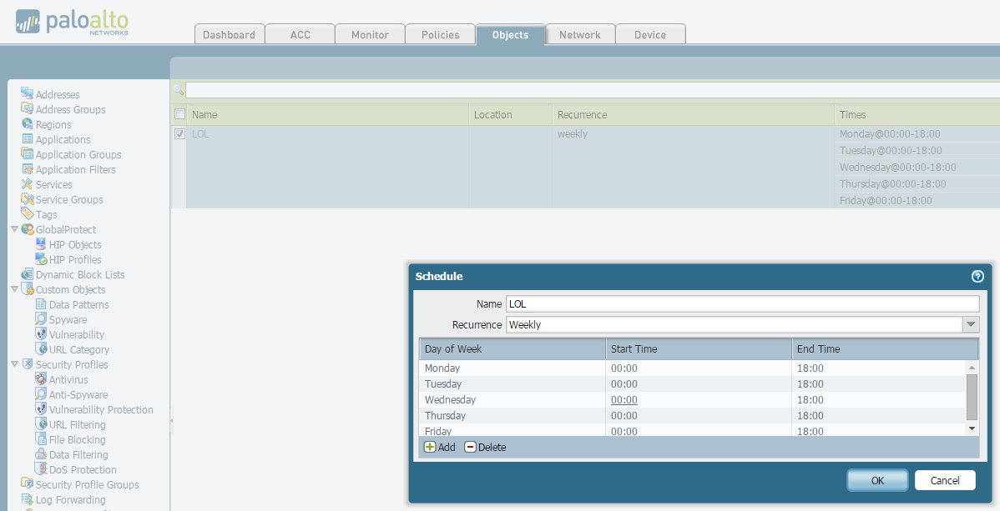 paloalto
NETWORKS
Dashboard ACC Monitor Policies Objects Network Device
Addresses
Address Groups
Regions
Applications
Application Groups
Application Filters
Services
Service Groups
Tags
GlobalProtect
HIP Objects
HIP Profiles
Dynamic Block Lists
Custom Objects
Data Patterns
Spyware
Vulnerability
URL Category
Security Profiles
Antivirus
Anti-Spyware
Vulnerability Protection
URL Filtering
File Blocking
Data Filtering
DoS Protection
Security Profile Groups
Log Forwarding
Name Location Recurrence Times
LOL weekly Monday@00:00-18:00
Tuesday@00:00-18:00
Wednesday@00:00-18:00
Thursday@00:00-18:00
Friday@00:00-18:00
Schedule
Name LOL
Recurrence Weekly
Day of Week Start Time End Time
Monday 00:00 18:00
Tuesday 00:00 18:00
Wednesday 00:00 18:00
Thursday 00:00 18:00
Friday 00:00 18:00
Add Delete
OK Cancel